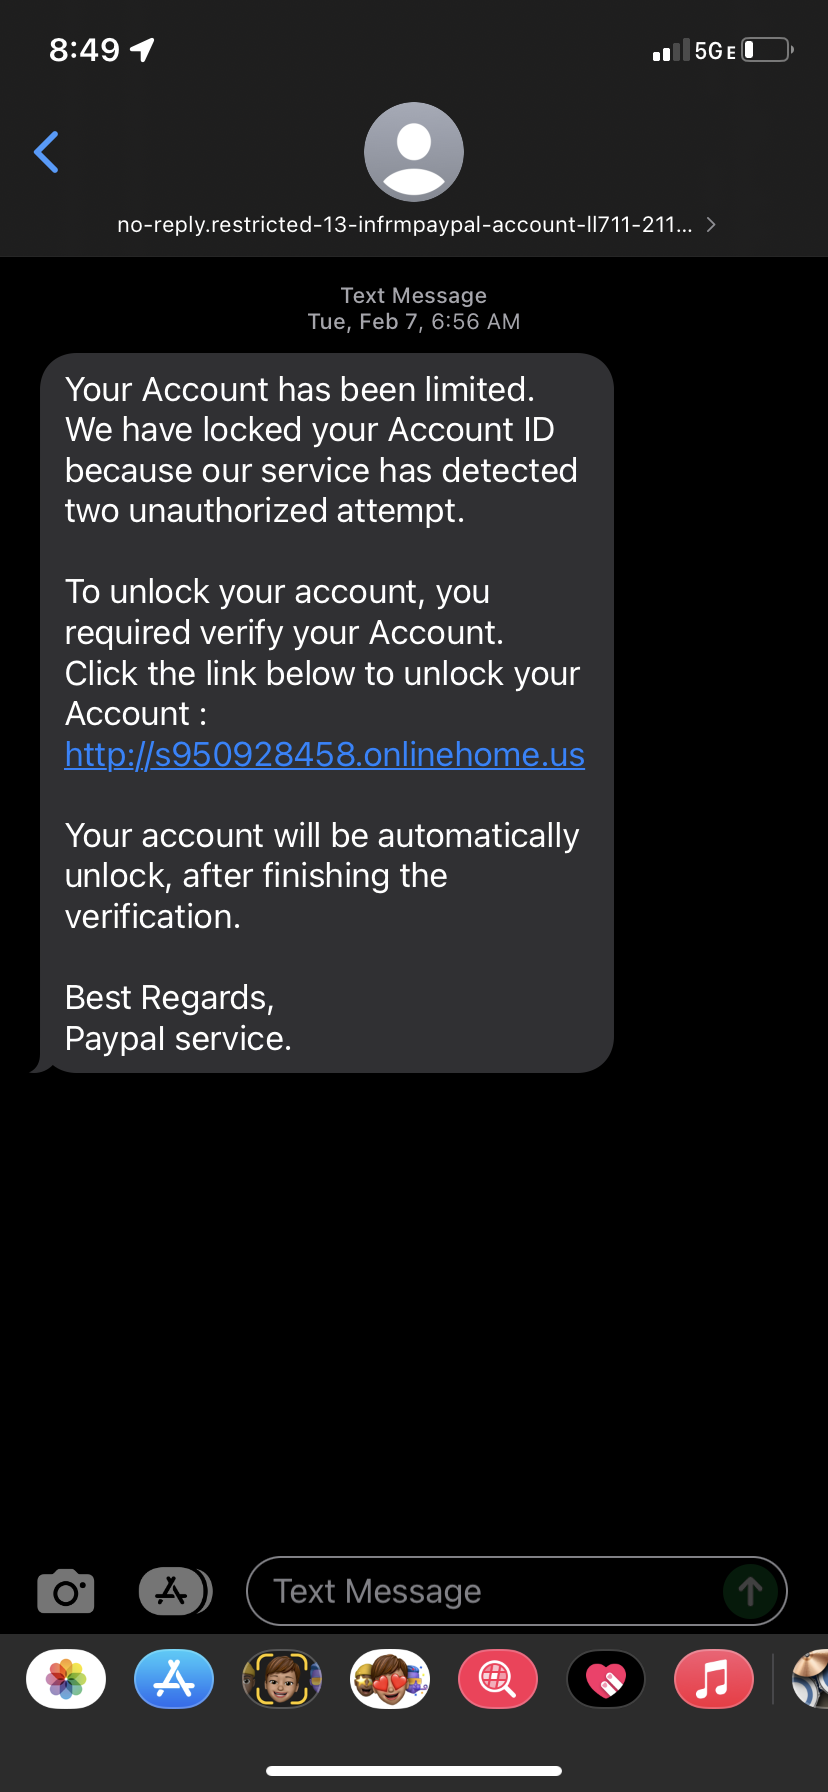 8:49
5GE
no-reply.restricted-13-infrmpaypal-account-ll711-211...
Text Message
Tue, Feb 7, 6:56 AM
Your Account has been limited.
We have locked your Account ID
because our service has detected
two unauthorized attempt.
To unlock your account, you
required verify your Account.
Click the link below to unlock your
Account :
http://s950928458.onlinehome.us
Your account will be automatically
unlock, after finishing the
verification.
Best Regards,
Paypal service.
Text Message